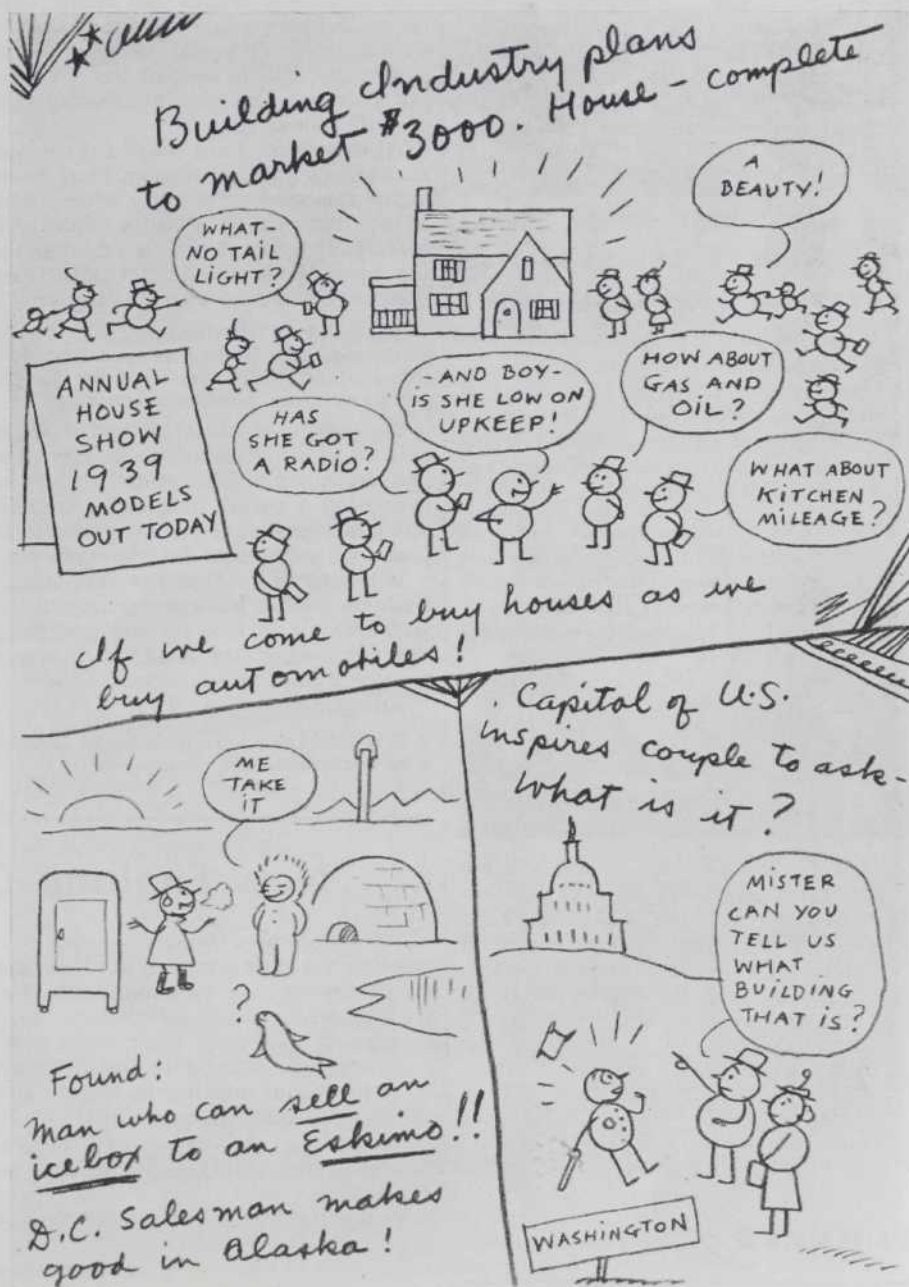 Building Industry plans
to market $3000. House - complete
A
BEAUTY!
WHAT -
NO TAIL
LIGHT?
ANNUAL
HOUSE
SHOW
1939
MODELS
OUT TODAY
HAS
SHE GOT
A RADIO?
- AND BOY -
IS SHE LOW ON
UPKEEP!
HOW ABOUT
GAS AND
OIL?
WHAT ABOUT
KITCHEN
MILEAGE?
If we come to buy houses as we
buy automobiles!
ME
TAKE
IT
?
Found:
Man who can sell an
icebox to an Eskimo!!
D.C. Salesman makes
good in Alaska!
. Capitol of U.S.
inspires couple to ask -
What is it?
MISTER
CAN YOU
TELL US
WHAT
BUILDING
THAT IS?
WASHINGTON